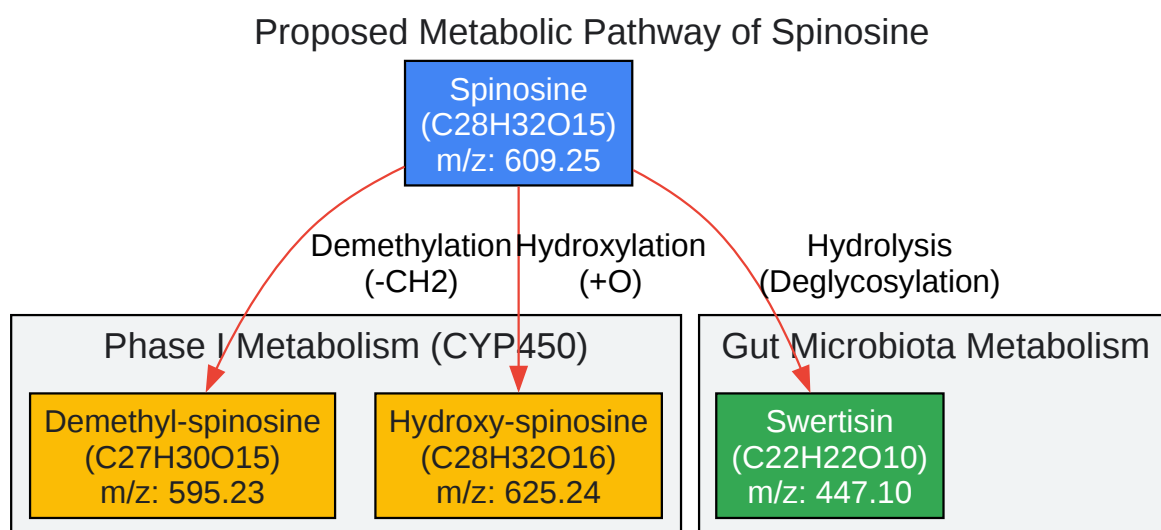 Proposed Metabolic Pathway of Spinosine
Spinosine
(C28H32O15)
m/z: 609.25
Demethylation
(-CH2)
Hydroxylation
(+O)
Hydrolysis
(Deglycosylation)
Phase I Metabolism (CYP450)
Gut Microbiota Metabolism
Demethyl-spinosine
(C27H30O15)
m/z: 595.23
Hydroxy-spinosine
(C28H32O16)
m/z: 625.24
Swertisin
(C22H22O10)
m/z: 447.10